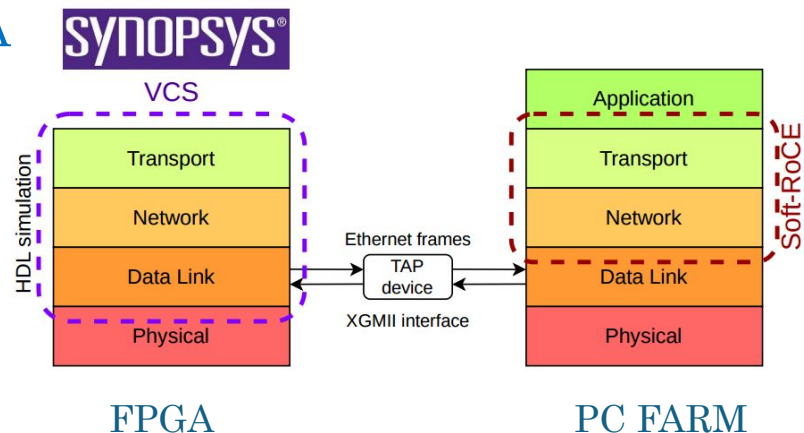 A
SYNOPSYS®
VCS
HDL simulation
Transport
Network
Data Link
Physical
FPGA
Ethernet frames
TAP
device
XGMII interface
Application
Transport
Network
Data Link
Physical
Soft-RoCE
PC FARM